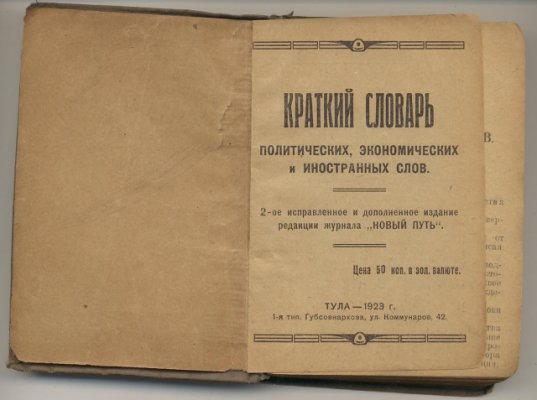 КРАТКИЙ СЛОВАРЬ
ПОЛИТИЧЕСКИХ, ЭКОНОМИЧЕСКИХ
и ИНОСТРАННЫХ СЛОВ.
2-ое исправленное и дополненное издание
редакции журнала „НОВЫЙ ПУТЬ“.
Цена 50 коп. в зол. валюте.
ТУЛА — 1923 г.
1-я тип. Губсовнархоза, ул. Коммунаров, 42.
В.